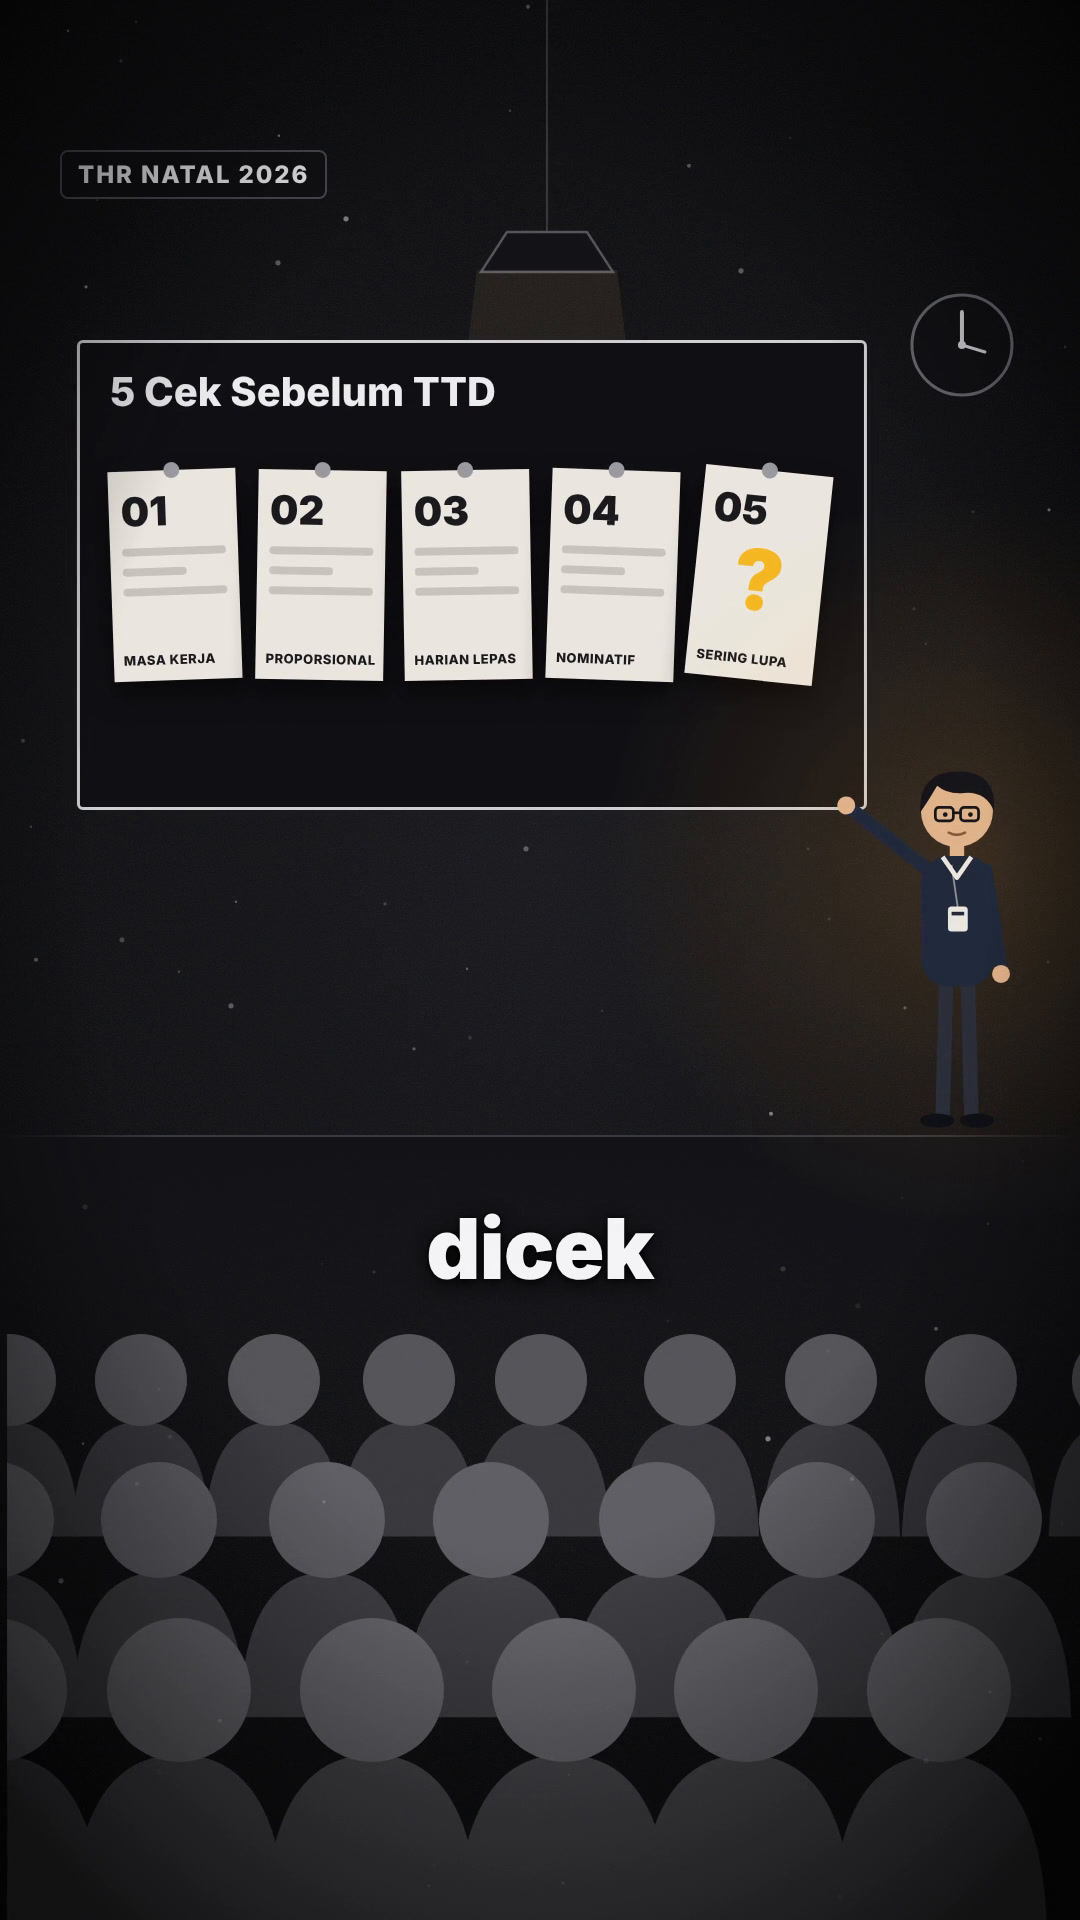 THR NATAL 2026
5 Cek Sebelum TTD
01
MASA KERJA
02
PROPORSIONAL
03
HARIAN LEPAS
04
NOMINATIF
05
?
SERING LUPA
dicek